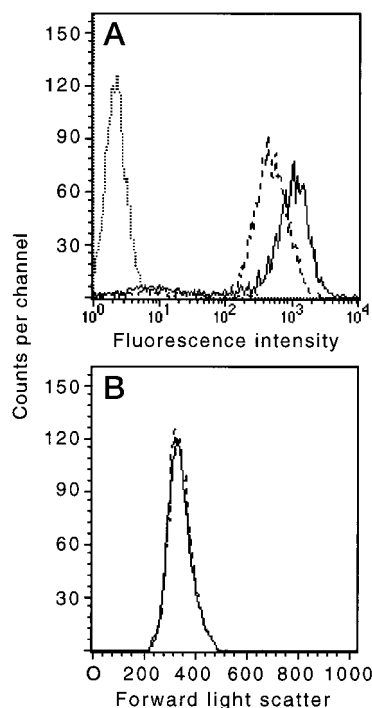 A
150
120
90
60
30
10⁰ 10¹ 10² 10³ 10⁴
Fluorescence intensity
Counts per channel
B
150
120
90
60
30
O 200 400 600 800 1000
Forward light scatter